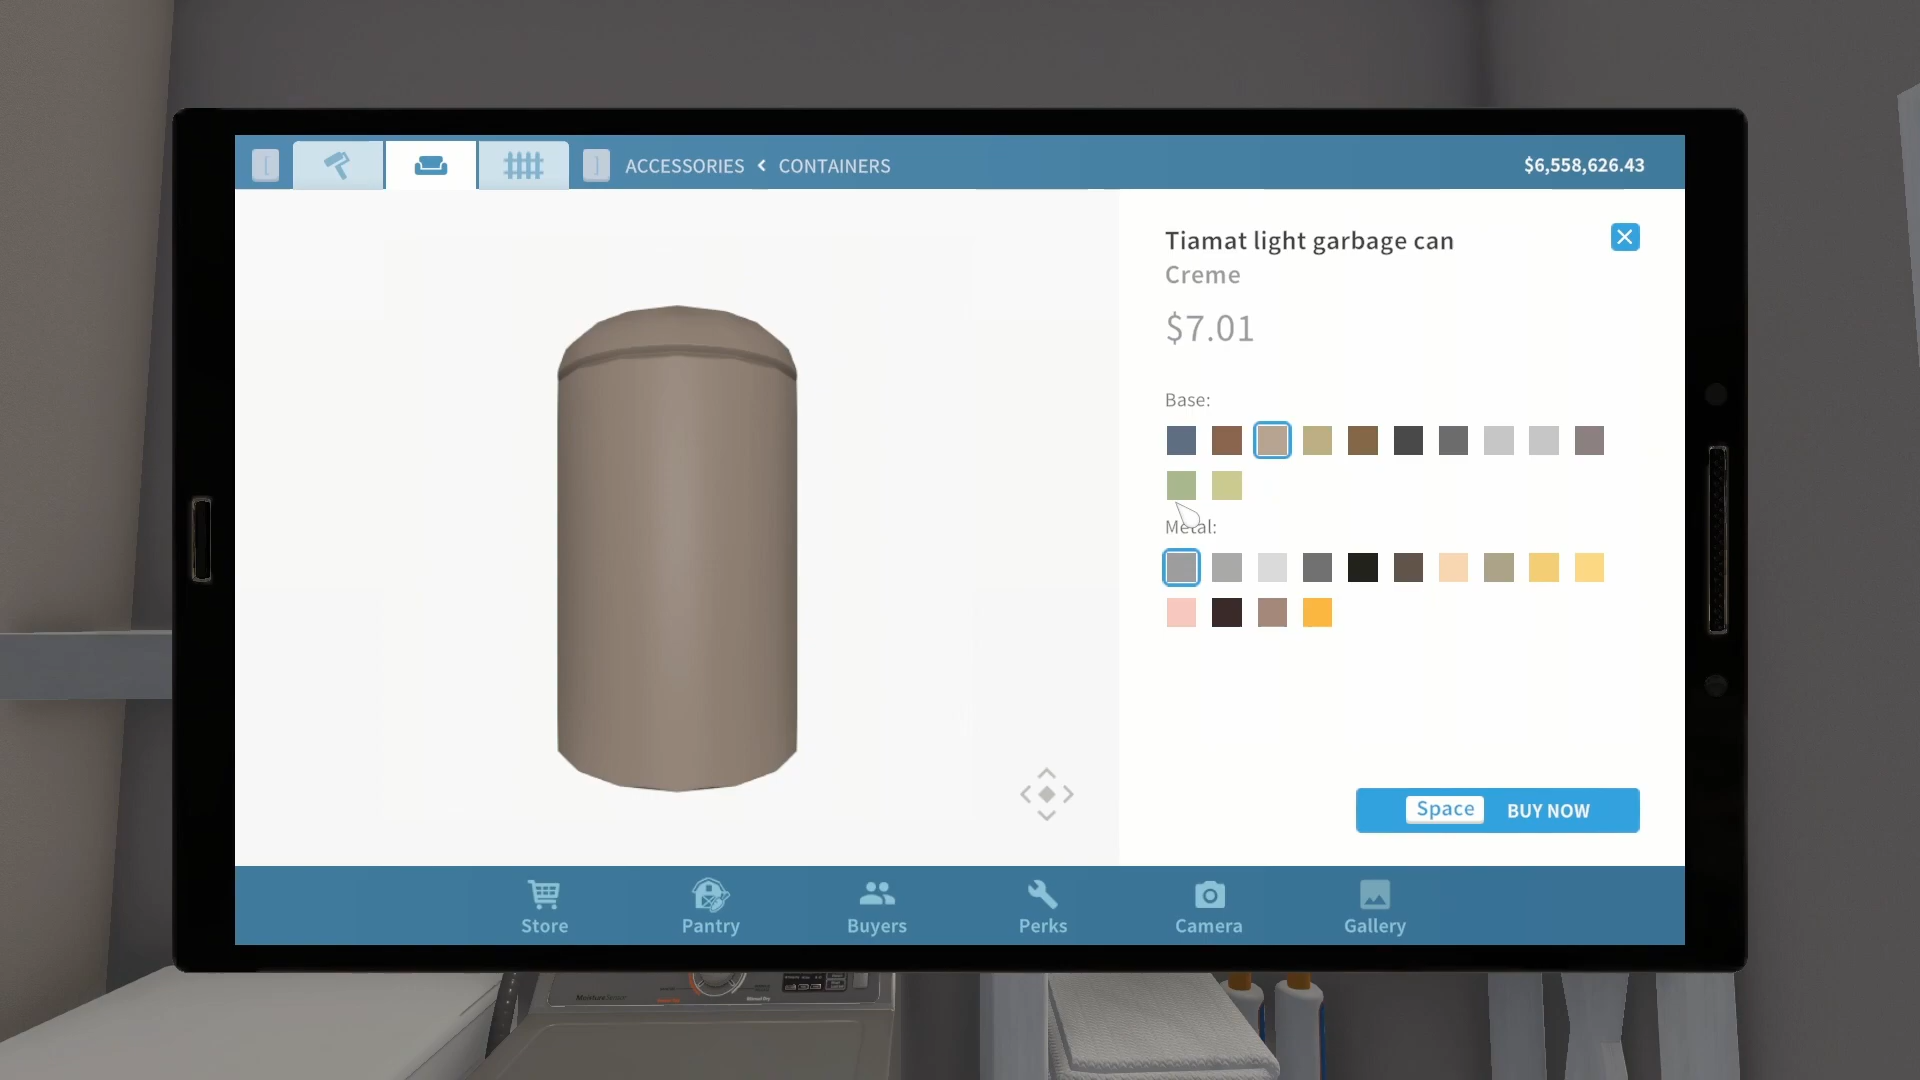 [
]
ACCESSORIES < CONTAINERS
$6,558,626.43
Tiamat light garbage can
Creme
$7.01
Base:
Metal:
Space BUY NOW
Store
Pantry
Buyers
Perks
Camera
Gallery